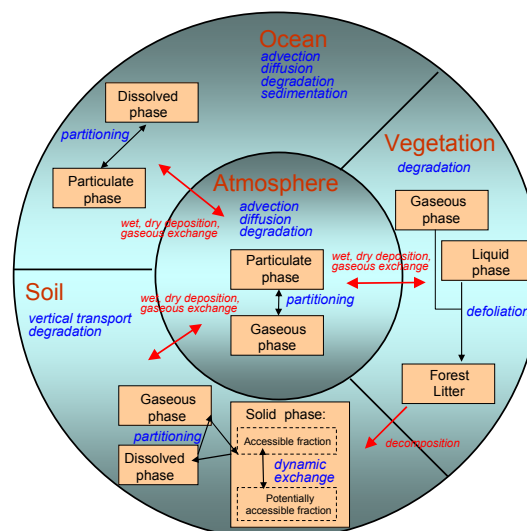 Ocean
advection
diffusion
degradation
sedimentation
Dissolved phase
partitioning
Particulate
phase
wet, dry deposition,
gaseous exchange
Vegetation
degradation
Gaseous
phase
Liquid
phase
defoliation
Forest
Litter
Atmosphere
advection
diffusion
degradation
Particulate
phase
partitioning
Gaseous
phase
wet, dry deposition,
gaseous exchange
Soil
vertical transport
degradation
wet, dry deposition,
gaseous exchange
Gaseous
phase
partitioning
Dissolved
phase
Solid phase:
Accessible fraction
dynamic
exchange
Potentially
accessible fraction
decomposition